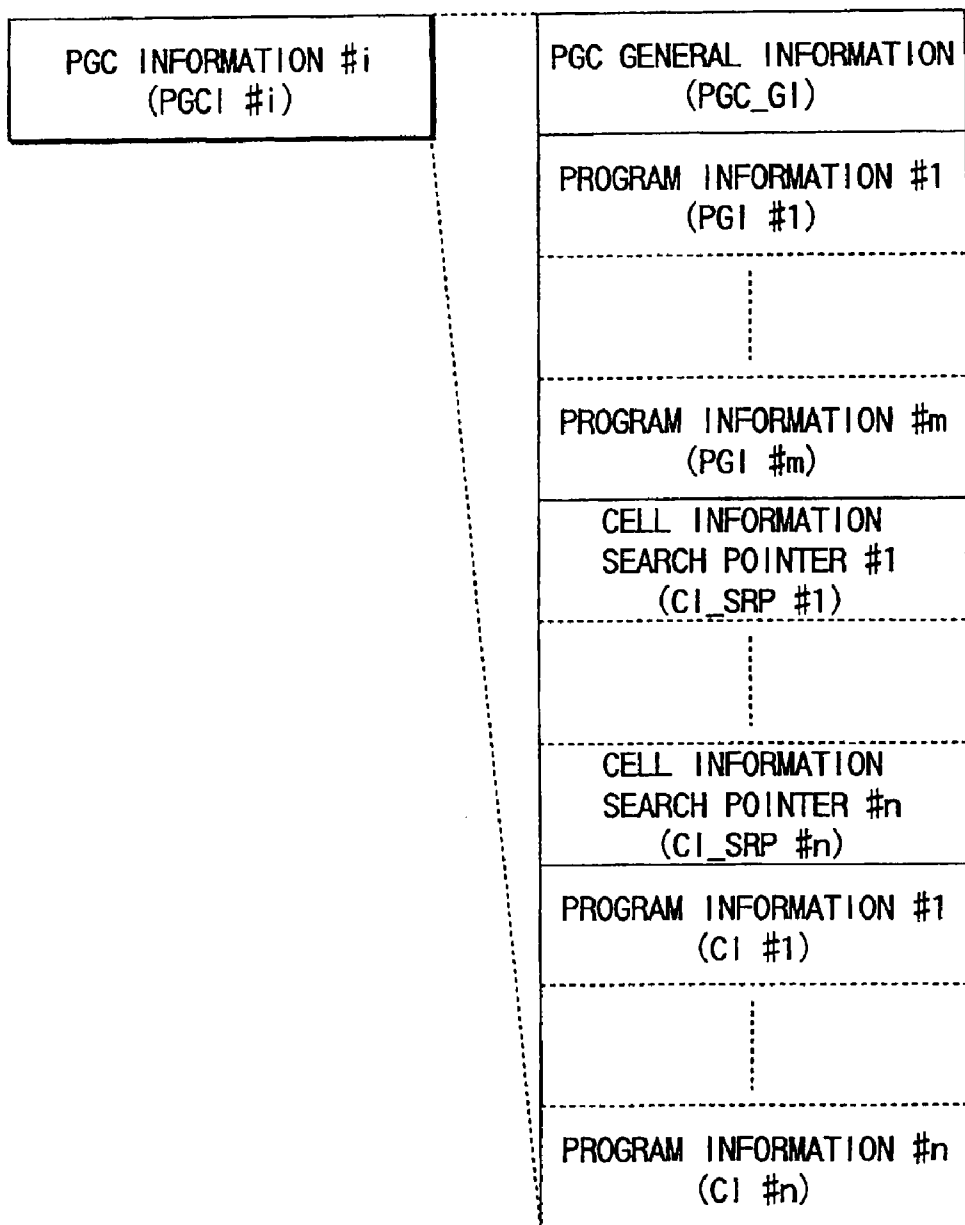 PGC INFORMATION #i
(PGCI #i)
PGC GENERAL INFORMATION
(PGC_GI)
PROGRAM INFORMATION #1
(PGI #1)
PROGRAM INFORMATION #m
(PGI #m)
CELL INFORMATION
SEARCH POINTER #1
(CI_SRP #1)
CELL INFORMATION
SEARCH POINTER #n
(CI_SRP #n)
PROGRAM INFORMATION #1
(CI #1)
PROGRAM INFORMATION #n
(CI #n)